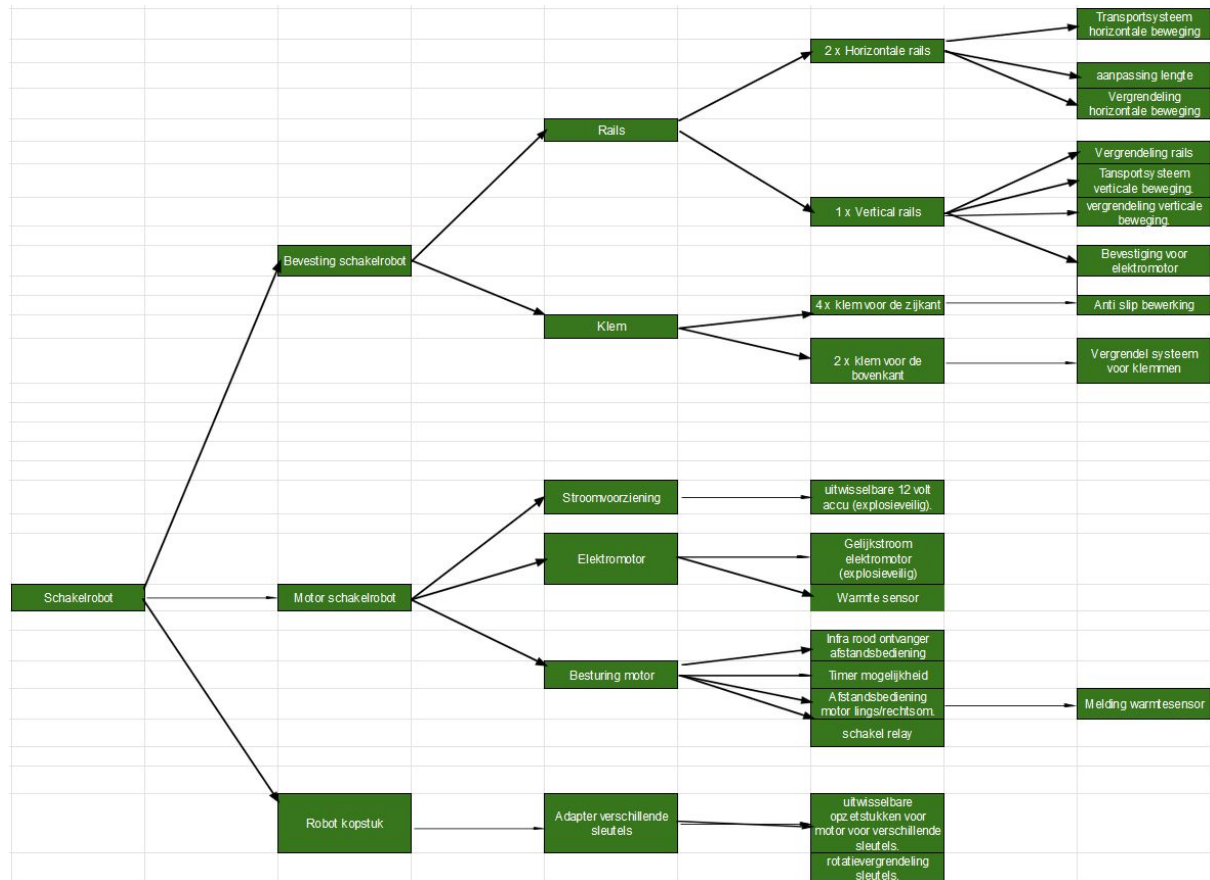 Transportsysteem
horizontale beweging
2 x Horizontale rails
aanpassing lengte
Vergrendeling
horizontale beweging
Rails
Vergrendeling rails
Tansportsysteem
verticale beweging.
1 x Vertical rails
vergrendeling verticale
beweging.
Bevesting schakelrobot
Bevestiging voor
elektromotor
4 x klem voor de zijkant
Anti slip bewerking
Klem
2 x klem voor de
bovenkant
Vergrendel systeem
voor klemmen
Stroomvoorziening
uitwisselbare 12 volt
accu (explosieveilig).
Elektromotor
Gelijkstroom
elektromotor
(explosieveilig)
Schakelrobot
Motor schakelrobot
Warmte sensor
Infra rood ontvanger
afstandsbediening
Besturing motor
Timer mogelijkheid
Afstandsbediening
motor lings/rechtsom.
Melding warmtesensor
schakel relay
Robot kopstuk
Adapter verschillende
sleutels
uitwisselbare
opzetstukken voor
motor voor verschillende
sleutels.
rotatievergrendeling
sleutels.